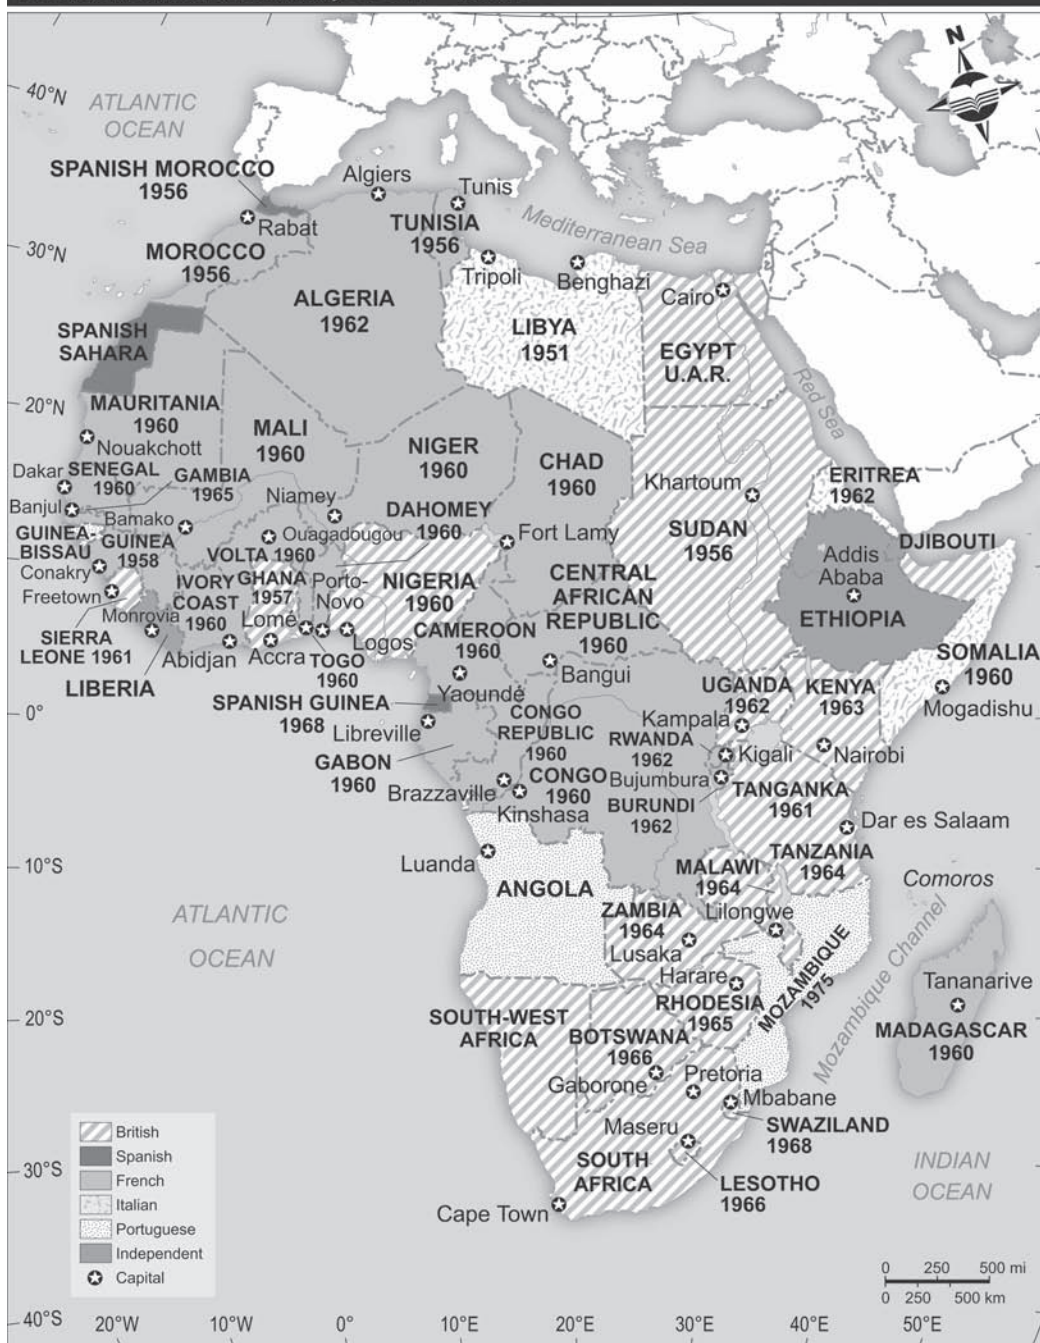 N
40°N
ATLANTIC
OCEAN
SPANISH MOROCCO
1956
Algiers
Tunis
Rabat
TUNISIA
1956
Mediterranean Sea
30°N
MOROCCO
1956
Tripoli
Benghazi
Cairo
ALGERIA
1962
SPANISH
SAHARA
LIBYA
1951
EGYPT
U.A.R.
Red Sea
20°N
MAURITANIA
1960
Nouakchott
MALI
1960
NIGER
1960
CHAD
1960
Dakar
SENEGAL
1960
GAMBIA
1965
Banjul
Niamey
Khartoum
ERITREA
1962
GUINEA-
BISSAU
Bamako
GUINEA
1958
Ouagadougou
DAHOMEY
1960
Fort Lamy
SUDAN
1956
DJIBOUTI
VOLTA 1960
Conakry
Freetown
IVORY
COAST
1960
GHANA
1957
Porto-
Novo
NIGERIA
1960
CENTRAL
AFRICAN
REPUBLIC
1960
Addis
Ababa
ETHIOPIA
Monrovia
SIERRA
LEONE 1961
Lomé
Logos
CAMEROON
1960
Abidjan
Accra
TOGO
1960
LIBERIA
Bangui
SOMALIA
1960
Yaoundé
UGANDA
1962
KENYA
1963
Mogadishu
SPANISH GUINEA
1968
0°
Libreville
CONGO
REPUBLIC
1960
Kampala
RWANDA
1962
Kigali
Nairobi
GABON
1960
Brazzaville
CONGO
1960
Kinshasa
Bujumbura
BURUNDI
1962
TANGANKA
1961
Dar es Salaam
10°S
Luanda
ANGOLA
MALAWI
1964
TANZANIA
1964
Comoros
ATLANTIC
OCEAN
ZAMBIA
1964
Lilongwe
Lusaka
Harare
MOZAMBIQUE
1975
Mozambique Channel
Tananarive
20°S
SOUTH-WEST
AFRICA
RHODESIA
1965
MADAGASCAR
1960
BOTSWANA
1966
Gaborone
Pretoria
Mbabane
SWAZILAND
1968
Maseru
SOUTH
AFRICA
LESOTHO
1966
30°S
INDIAN
OCEAN
Cape Town
British
Spanish
French
Italian
Portuguese
Independent
Capital
0 250 500 mi
0 250 500 km
40°S
20°W
10°W
0°
10°E
20°E
30°E
40°E
50°E